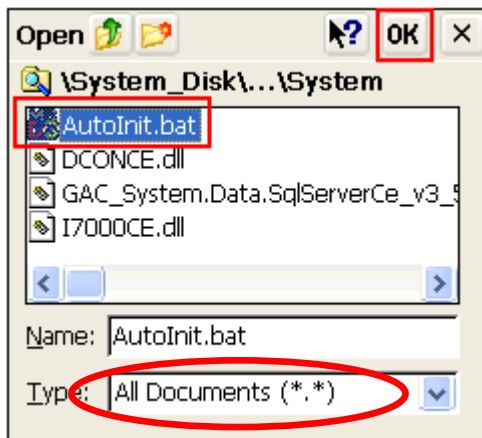 Open ? OK ×
\System_Disk\...\System
AutoInit.bat
DCONCE.dll
GAC_System.Data.SqlServerCe_v3_5
I7000CE.dll
Name: AutoInit.bat
Type: All Documents (*.*)